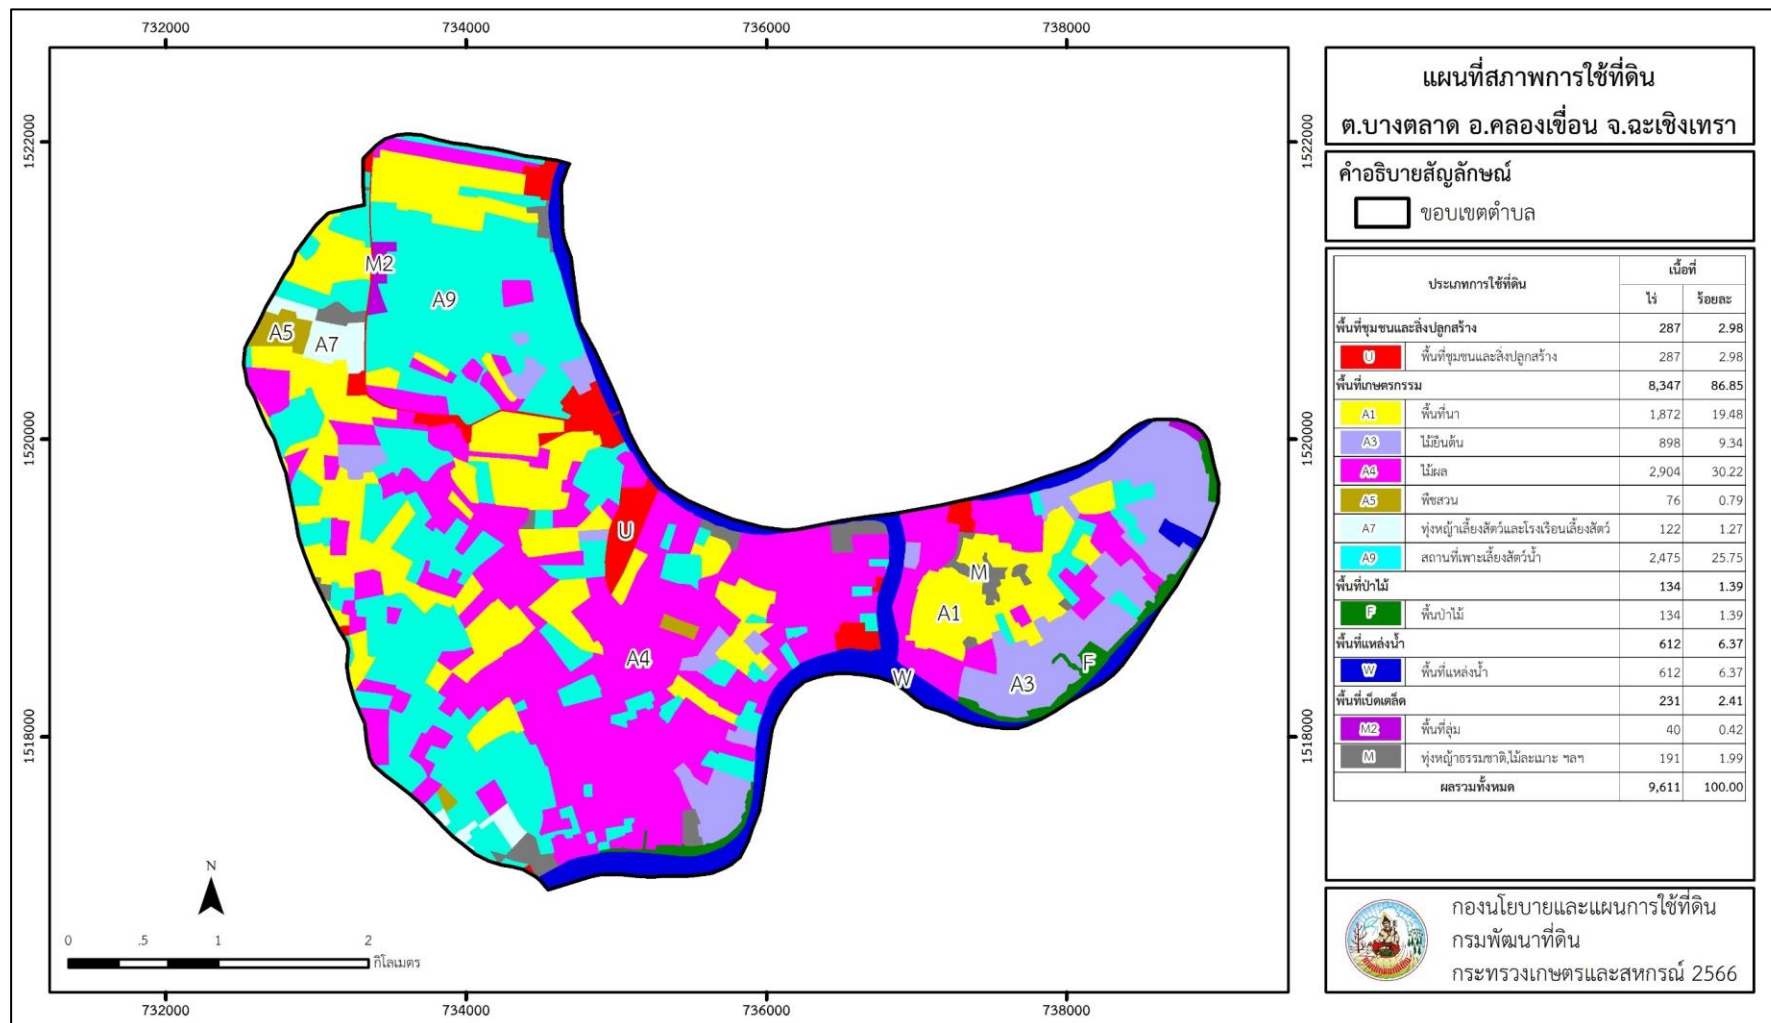 732000 734000 736000 738000
1522000 1522000
1520000 1520000
1518000 1518000
M2
A9
A5
A7
U
M
A1
A4
W
A3
F
N
0 .5 1 2
กิโลเมตร
732000 734000 736000 738000
แผนที่สภาพการใช้ที่ดิน
ต.บางตลาด อ.คลองเขื่อน จ.ฉะเชิงเทรา
คำอธิบายสัญลักษณ์
ขอบเขตตำบล
ประเภทการใช้ที่ดิน เนื้อที่
ไร่ ร้อยละ
พื้นที่ชุมชนและสิ่งปลูกสร้าง 287 2.98
U พื้นที่ชุมชนและสิ่งปลูกสร้าง 287 2.98
พื้นที่เกษตรกรรม 8,347 86.85
A1 พื้นที่นา 1,872 19.48
A3 ไม้ยืนต้น 898 9.34
A4 ไม้ผล 2,904 30.22
A5 พืชสวน 76 0.79
A7 ทุ่งหญ้าเลี้ยงสัตว์และโรงเรือนเลี้ยงสัตว์ 122 1.27
A9 สถานที่เพาะเลี้ยงสัตว์น้ำ 2,475 25.75
พื้นที่ป่าไม้ 134 1.39
F พื้นป่าไม้ 134 1.39
พื้นที่แหล่งน้ำ 612 6.37
W พื้นที่แหล่งน้ำ 612 6.37
พื้นที่เบ็ดเตล็ด 231 2.41
M2 พื้นที่ลุ่ม 40 0.42
M ทุ่งหญ้าธรรมชาติ,ไม้ละเมาะ ฯลฯ 191 1.99
ผลรวมทั้งหมด 9,611 100.00
กองนโยบายและแผนการใช้ที่ดิน
กรมพัฒนาที่ดิน
กระทรวงเกษตรและสหกรณ์ 2566